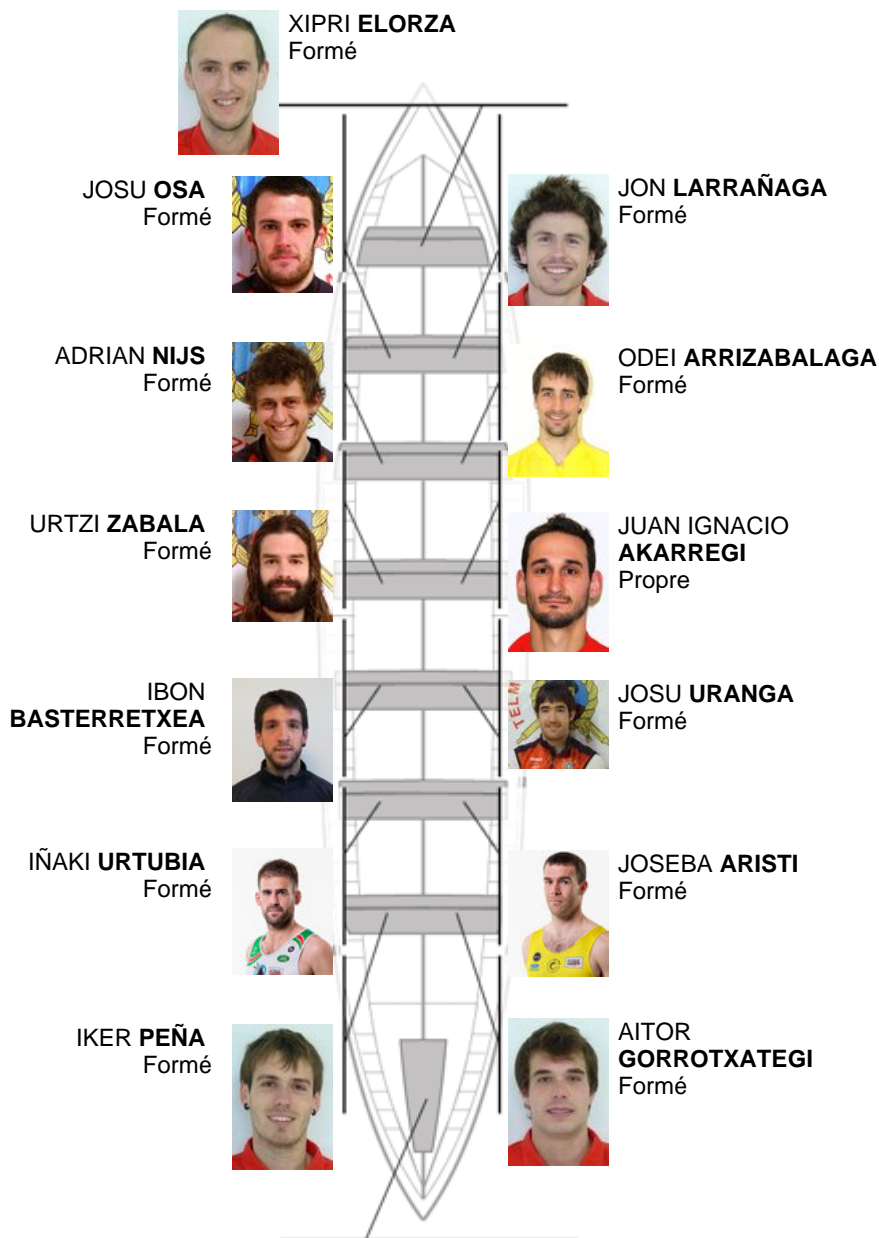 XIPRI ELORZA
Formé
JOSU OSA
Formé
JON LARRAÑAGA
Formé
ADRIAN NIJS
Formé
ODEI ARRIZABALAGA
Formé
URTZI ZABALA
Formé
JUAN IGNACIO
AKARREGI
Propre
IBON
BASTERRETXEA
Formé
JOSU URANGA
Formé
TELM
IÑAKI URTUBIA
Formé
JOSEBA ARISTI
Formé
IKER PEÑA
Formé
AITOR
GORROTXATEGI
Formé